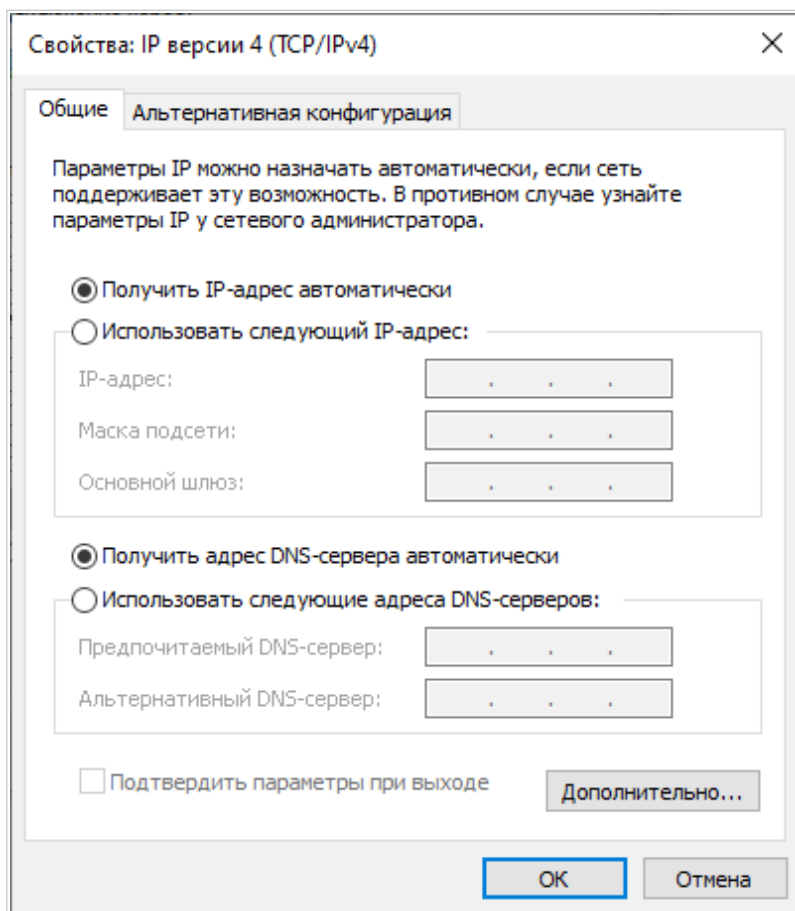 Свойства: IP версии 4 (TCP/IPv4)
Общие
Альтернативная конфигурация
Параметры IP можно назначать автоматически, если сеть
поддерживает эту возможность. В противном случае узнайте
параметры IP у сетевого администратора.
Получить IP-адрес автоматически
Использовать следующий IP-адрес:
IP-адрес:
Маска подсети:
Основной шлюз:
Получить адрес DNS-сервера автоматически
Использовать следующие адреса DNS-серверов:
Предпочитаемый DNS-сервер:
Альтернативный DNS-сервер:
Подтвердить параметры при выходе
Дополнительно...
ОК
Отмена